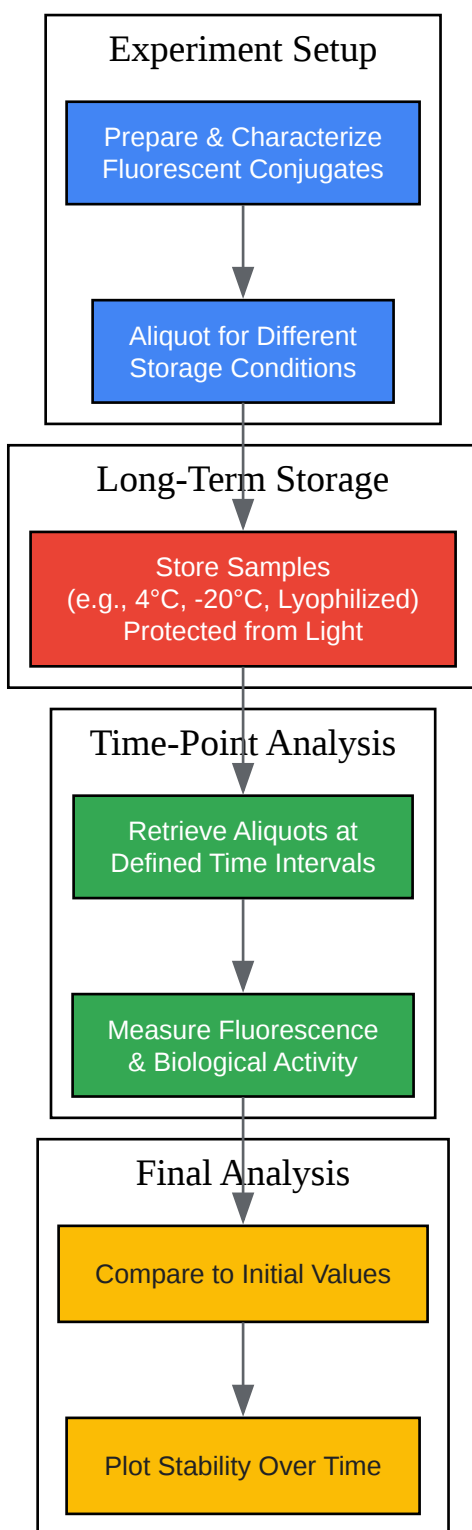 Experiment Setup
Prepare & Characterize
Fluorescent Conjugates
Aliquot for Different
Storage Conditions
Long-Term Storage
Store Samples
(e.g., 4°C, -20°C, Lyophilized)
Protected from Light
Time-Point Analysis
Retrieve Aliquots at
Defined Time Intervals
Measure Fluorescence
& Biological Activity
Final Analysis
Compare to Initial Values
Plot Stability Over Time